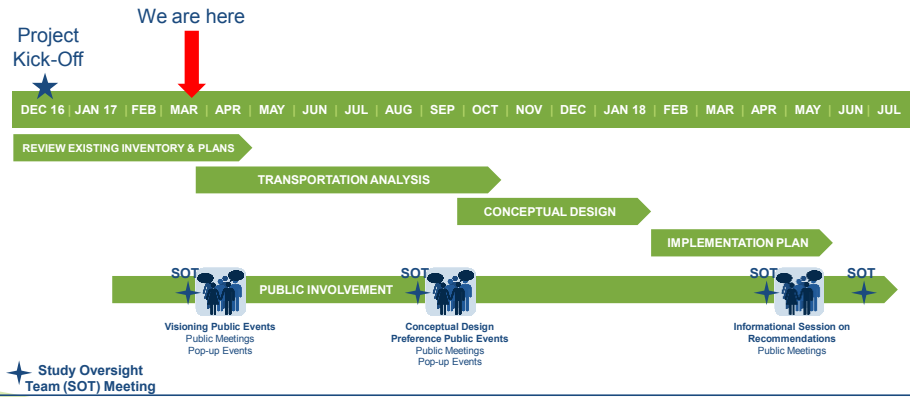 We are here
Project
Kick-Off
DEC 16 | JAN 17 | FEB | MAR | APR | MAY | JUN | JUL | AUG | SEP | OCT | NOV | DEC | JAN 18 | FEB | MAR | APR | MAY | JUN | JUL
REVIEW EXISTING INVENTORY & PLANS
TRANSPORTATION ANALYSIS
CONCEPTUAL DESIGN
IMPLEMENTATION PLAN
SOT
SOT
SOT
SOT
PUBLIC INVOLVEMENT
Visioning Public Events
Public Meetings
Pop-up Events
Conceptual Design
Preference Public Events
Public Meetings
Pop-up Events
Informational Session on
Recommendations
Public Meetings
Study Oversight
Team (SOT) Meeting